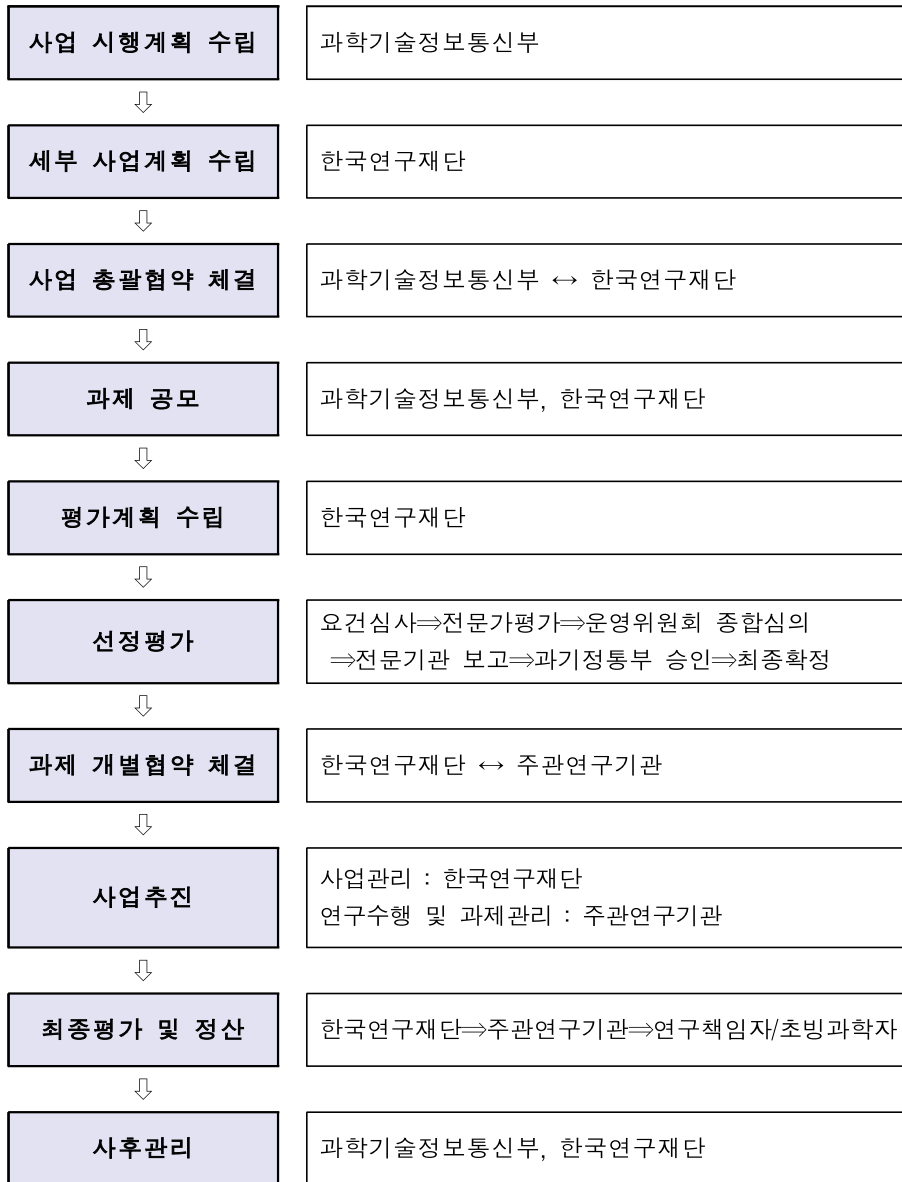 사업 시행계획 수립
과학기술정보통신부
⇩
세부 사업계획 수립
한국연구재단
⇩
사업 총괄협약 체결
과학기술정보통신부 ↔ 한국연구재단
⇩
과제 공모
과학기술정보통신부, 한국연구재단
⇩
평가계획 수립
한국연구재단
⇩
선정평가
요건심사⇒전문가평가⇒운영위원회 종합심의
⇒전문기관 보고⇒과기정통부 승인⇒최종확정
⇩
과제 개별협약 체결
한국연구재단 ↔ 주관연구기관
⇩
사업추진
사업관리 : 한국연구재단
연구수행 및 과제관리 : 주관연구기관
⇩
최종평가 및 정산
한국연구재단⇒주관연구기관⇒연구책임자/초빙과학자
⇩
사후관리
과학기술정보통신부, 한국연구재단